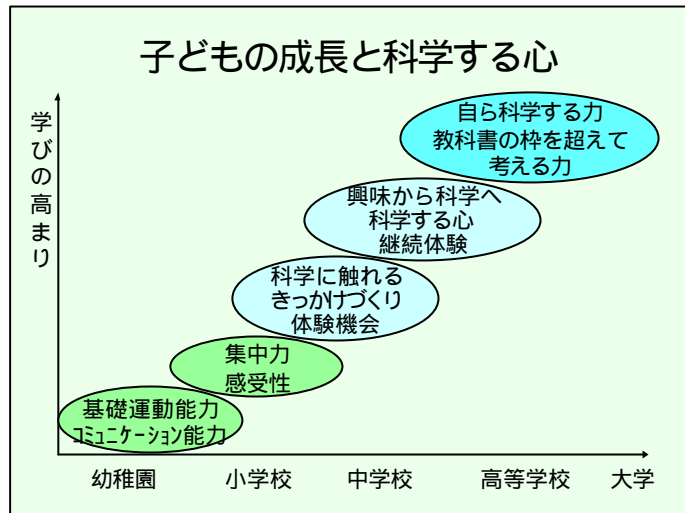 子どもの成長と科学する心
学びの高まり
自ら科学する力
教科書の枠を超えて
考える力
興味から科学へ
科学する心
継続体験
科学に触れる
きっかけづくり
体験機会
集中力
感受性
基礎運動能力
ｺﾐｭﾆｹｰｼｮﾝ能力
幼稚園 小学校 中学校 高等学校 大学